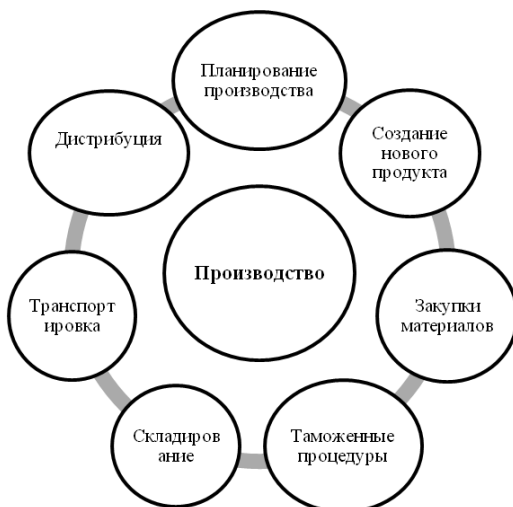 Планирование
производства
Создание
нового
продукта
Закупки
материалов
Таможенные
процедуры
Складиров
ание
Транспорт
ировка
Дистрибуция
Производство